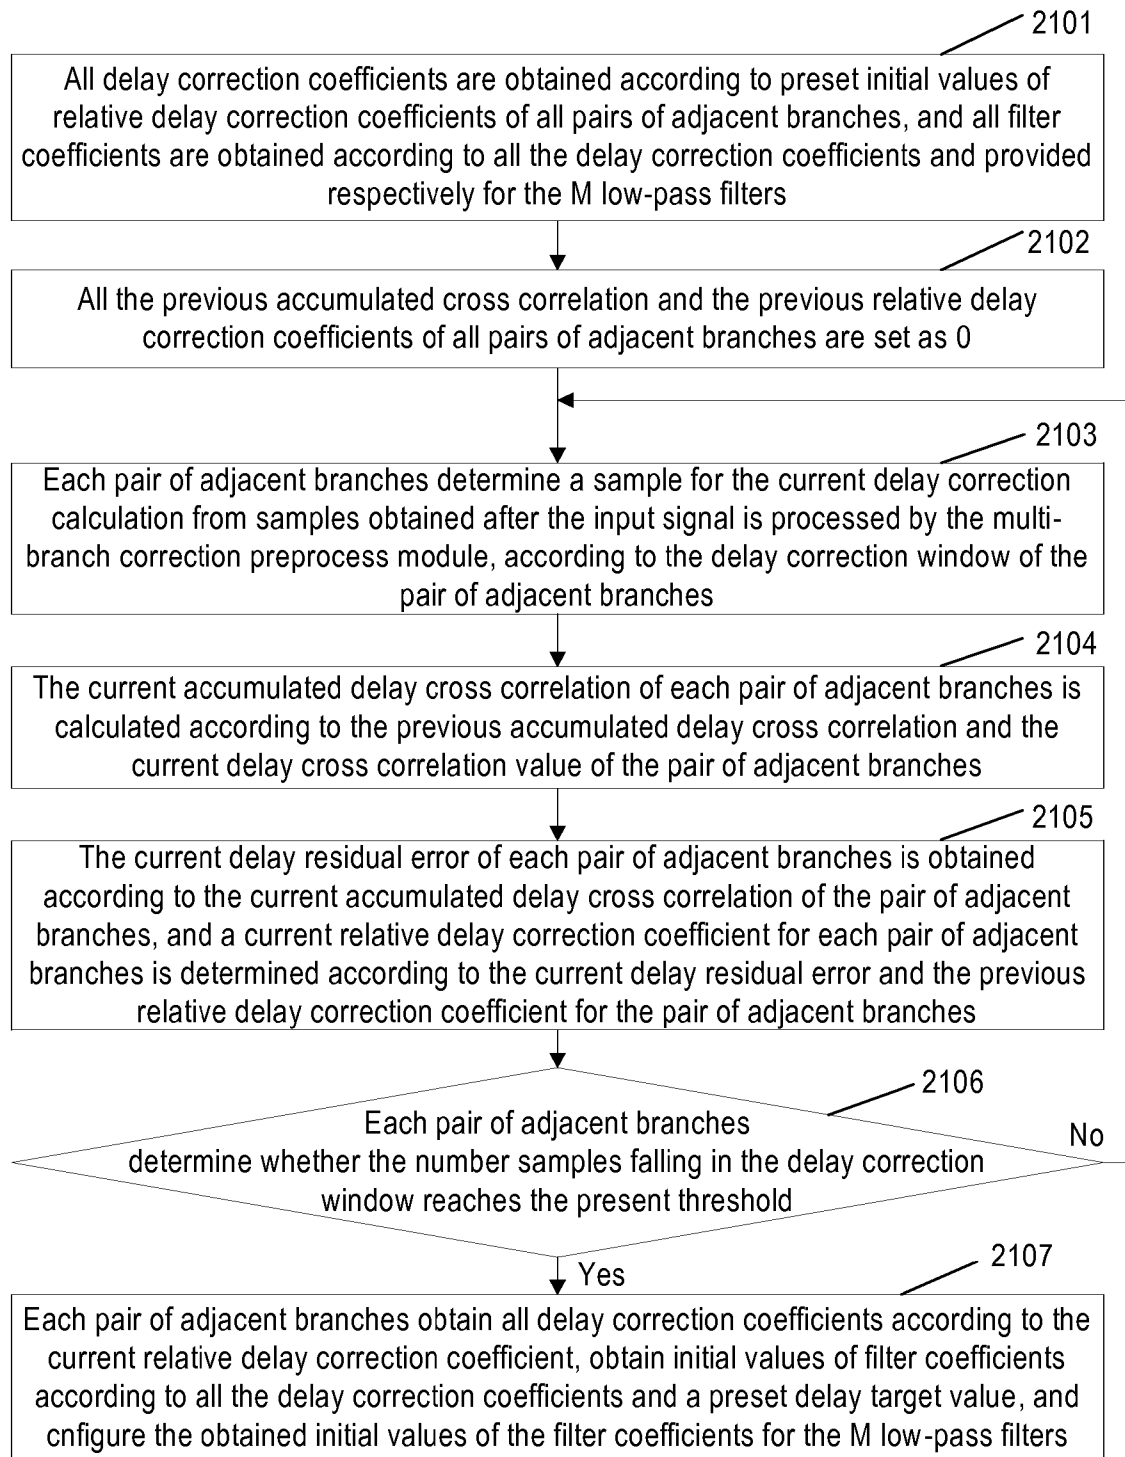 2101
All delay correction coefficients are obtained according to preset initial values of
relative delay correction coefficients of all pairs of adjacent branches, and all filter
coefficients are obtained according to all the delay correction coefficients and provided
respectively for the M low-pass filters
2102
All the previous accumulated cross correlation and the previous relative delay
correction coefficients of all pairs of adjacent branches are set as 0
2103
Each pair of adjacent branches determine a sample for the current delay correction
calculation from samples obtained after the input signal is processed by the multi-
branch correction preprocess module, according to the delay correction window of the
pair of adjacent branches
2104
The current accumulated delay cross correlation of each pair of adjacent branches is
calculated according to the previous accumulated delay cross correlation and the
current delay cross correlation value of the pair of adjacent branches
2105
The current delay residual error of each pair of adjacent branches is obtained
according to the current accumulated delay cross correlation of the pair of adjacent
branches, and a current relative delay correction coefficient for each pair of adjacent
branches is determined according to the current delay residual error and the previous
relative delay correction coefficient for the pair of adjacent branches
2106
Each pair of adjacent branches
determine whether the number samples falling in the delay correction
window reaches the present threshold
No
Yes
2107
Each pair of adjacent branches obtain all delay correction coefficients according to the
current relative delay correction coefficient, obtain initial values of filter coefficients
according to all the delay correction coefficients and a preset delay target value, and
cnfigure the obtained initial values of the filter coefficients for the M low-pass filters